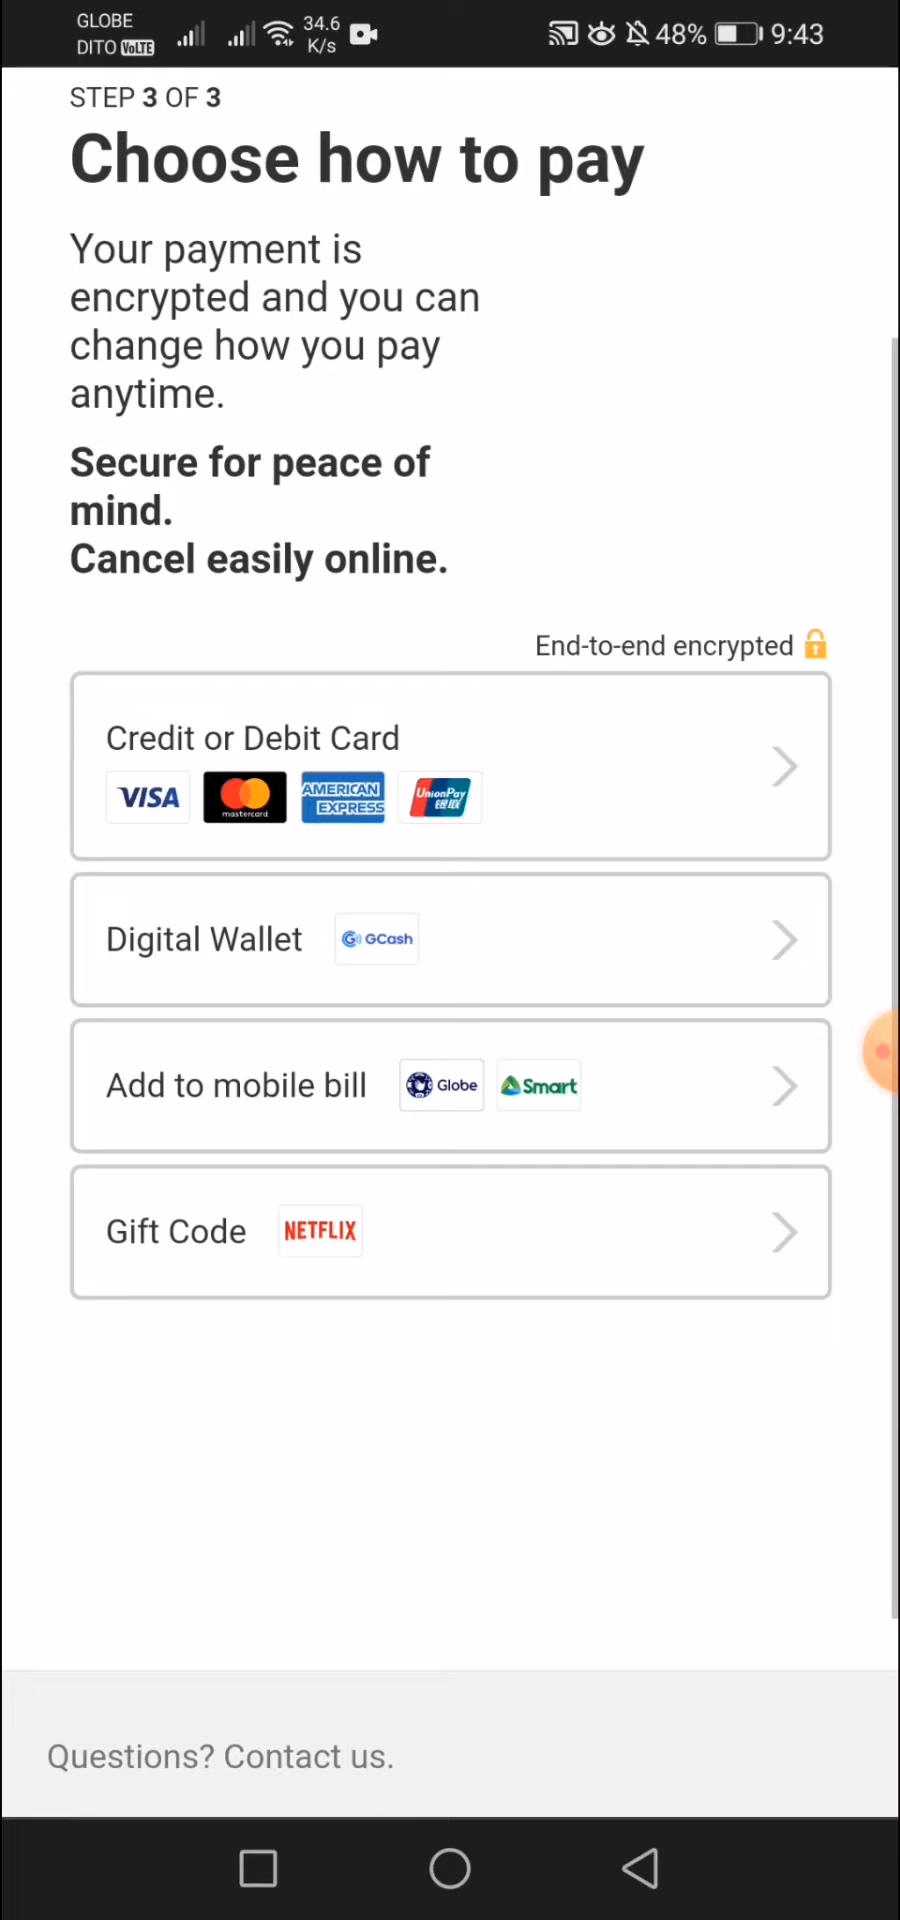 GLOBE
DITO VoLTE
34.6
K/s
48%
9:43
STEP 3 OF 3
Choose how to pay
Your payment is
encrypted and you can
change how you pay
anytime.
Secure for peace of
mind.
Cancel easily online.
End-to-end encrypted
Credit or Debit Card
VISA
mastercard
AMERICAN
EXPRESS
UnionPay
银联
Digital Wallet
GCash
Add to mobile bill
Globe
Smart
Gift Code
NETFLIX
Questions? Contact us.